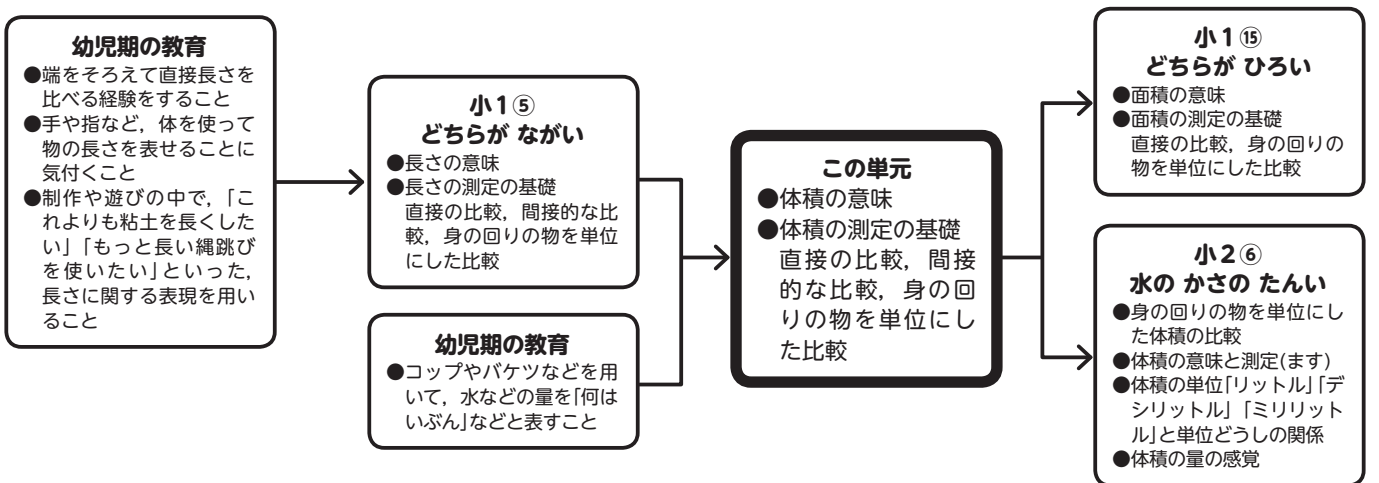 幼児期の教育
●端をそろえて直接長さを
比べる経験をすること
●手や指など，体を使って
物の長さを表せることに
気付くこと
●制作や遊びの中で，「こ
れよりも粘土を長くした
い」「もっと長い縄跳び
を使いたい」といった，
長さに関する表現を用い
ること
小1⑤
どちらが ながい
●長さの意味
●長さの測定の基礎
直接の比較，間接的な比
較，身の回りの物を単位
にした比較
幼児期の教育
●コップやバケツなどを用
いて，水などの量を「何は
いぶん」などと表すこと
この単元
●体積の意味
●体積の測定の基礎
直接の比較，間接
的な比較，身の回
りの物を単位にし
た比較
小1⑮
どちらが ひろい
●面積の意味
●面積の測定の基礎
直接の比較，身の回りの
物を単位にした比較
小2⑥
水の かさの たんい
●身の回りの物を単位にし
た体積の比較
●体積の意味と測定(ます)
●体積の単位「リットル」「デ
シリットル」「ミリリット
ル」と単位どうしの関係
●体積の量の感覚